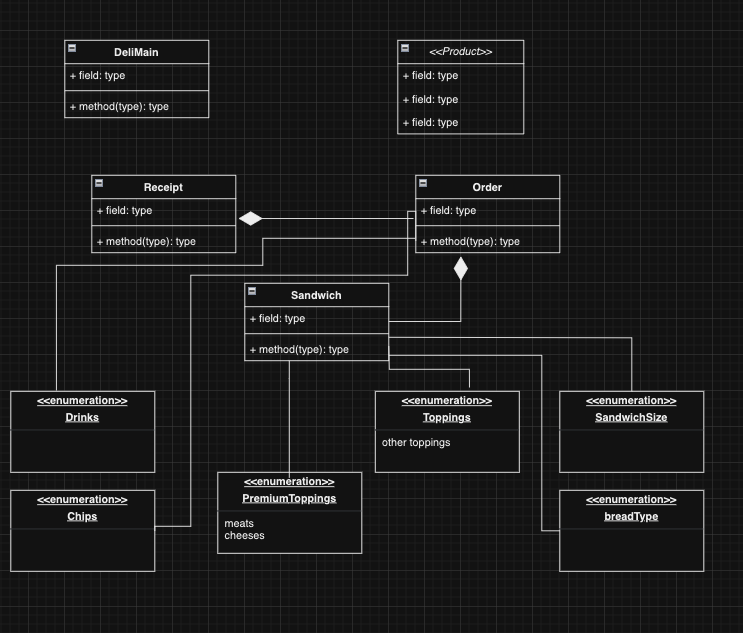 DeliMain
+ field: type
+ method(type): type
<<Product>>
+ field: type
+ field: type
+ field: type
Receipt
+ field: type
+ method(type): type
Order
+ field: type
+ method(type): type
Sandwich
+ field: type
+ method(type): type
<<enumeration>>
Drinks
<<enumeration>>
Toppings
other toppings
<<enumeration>>
SandwichSize
<<enumeration>>
PremiumToppings
meats
cheeses
<<enumeration>>
Chips
<<enumeration>>
breadType